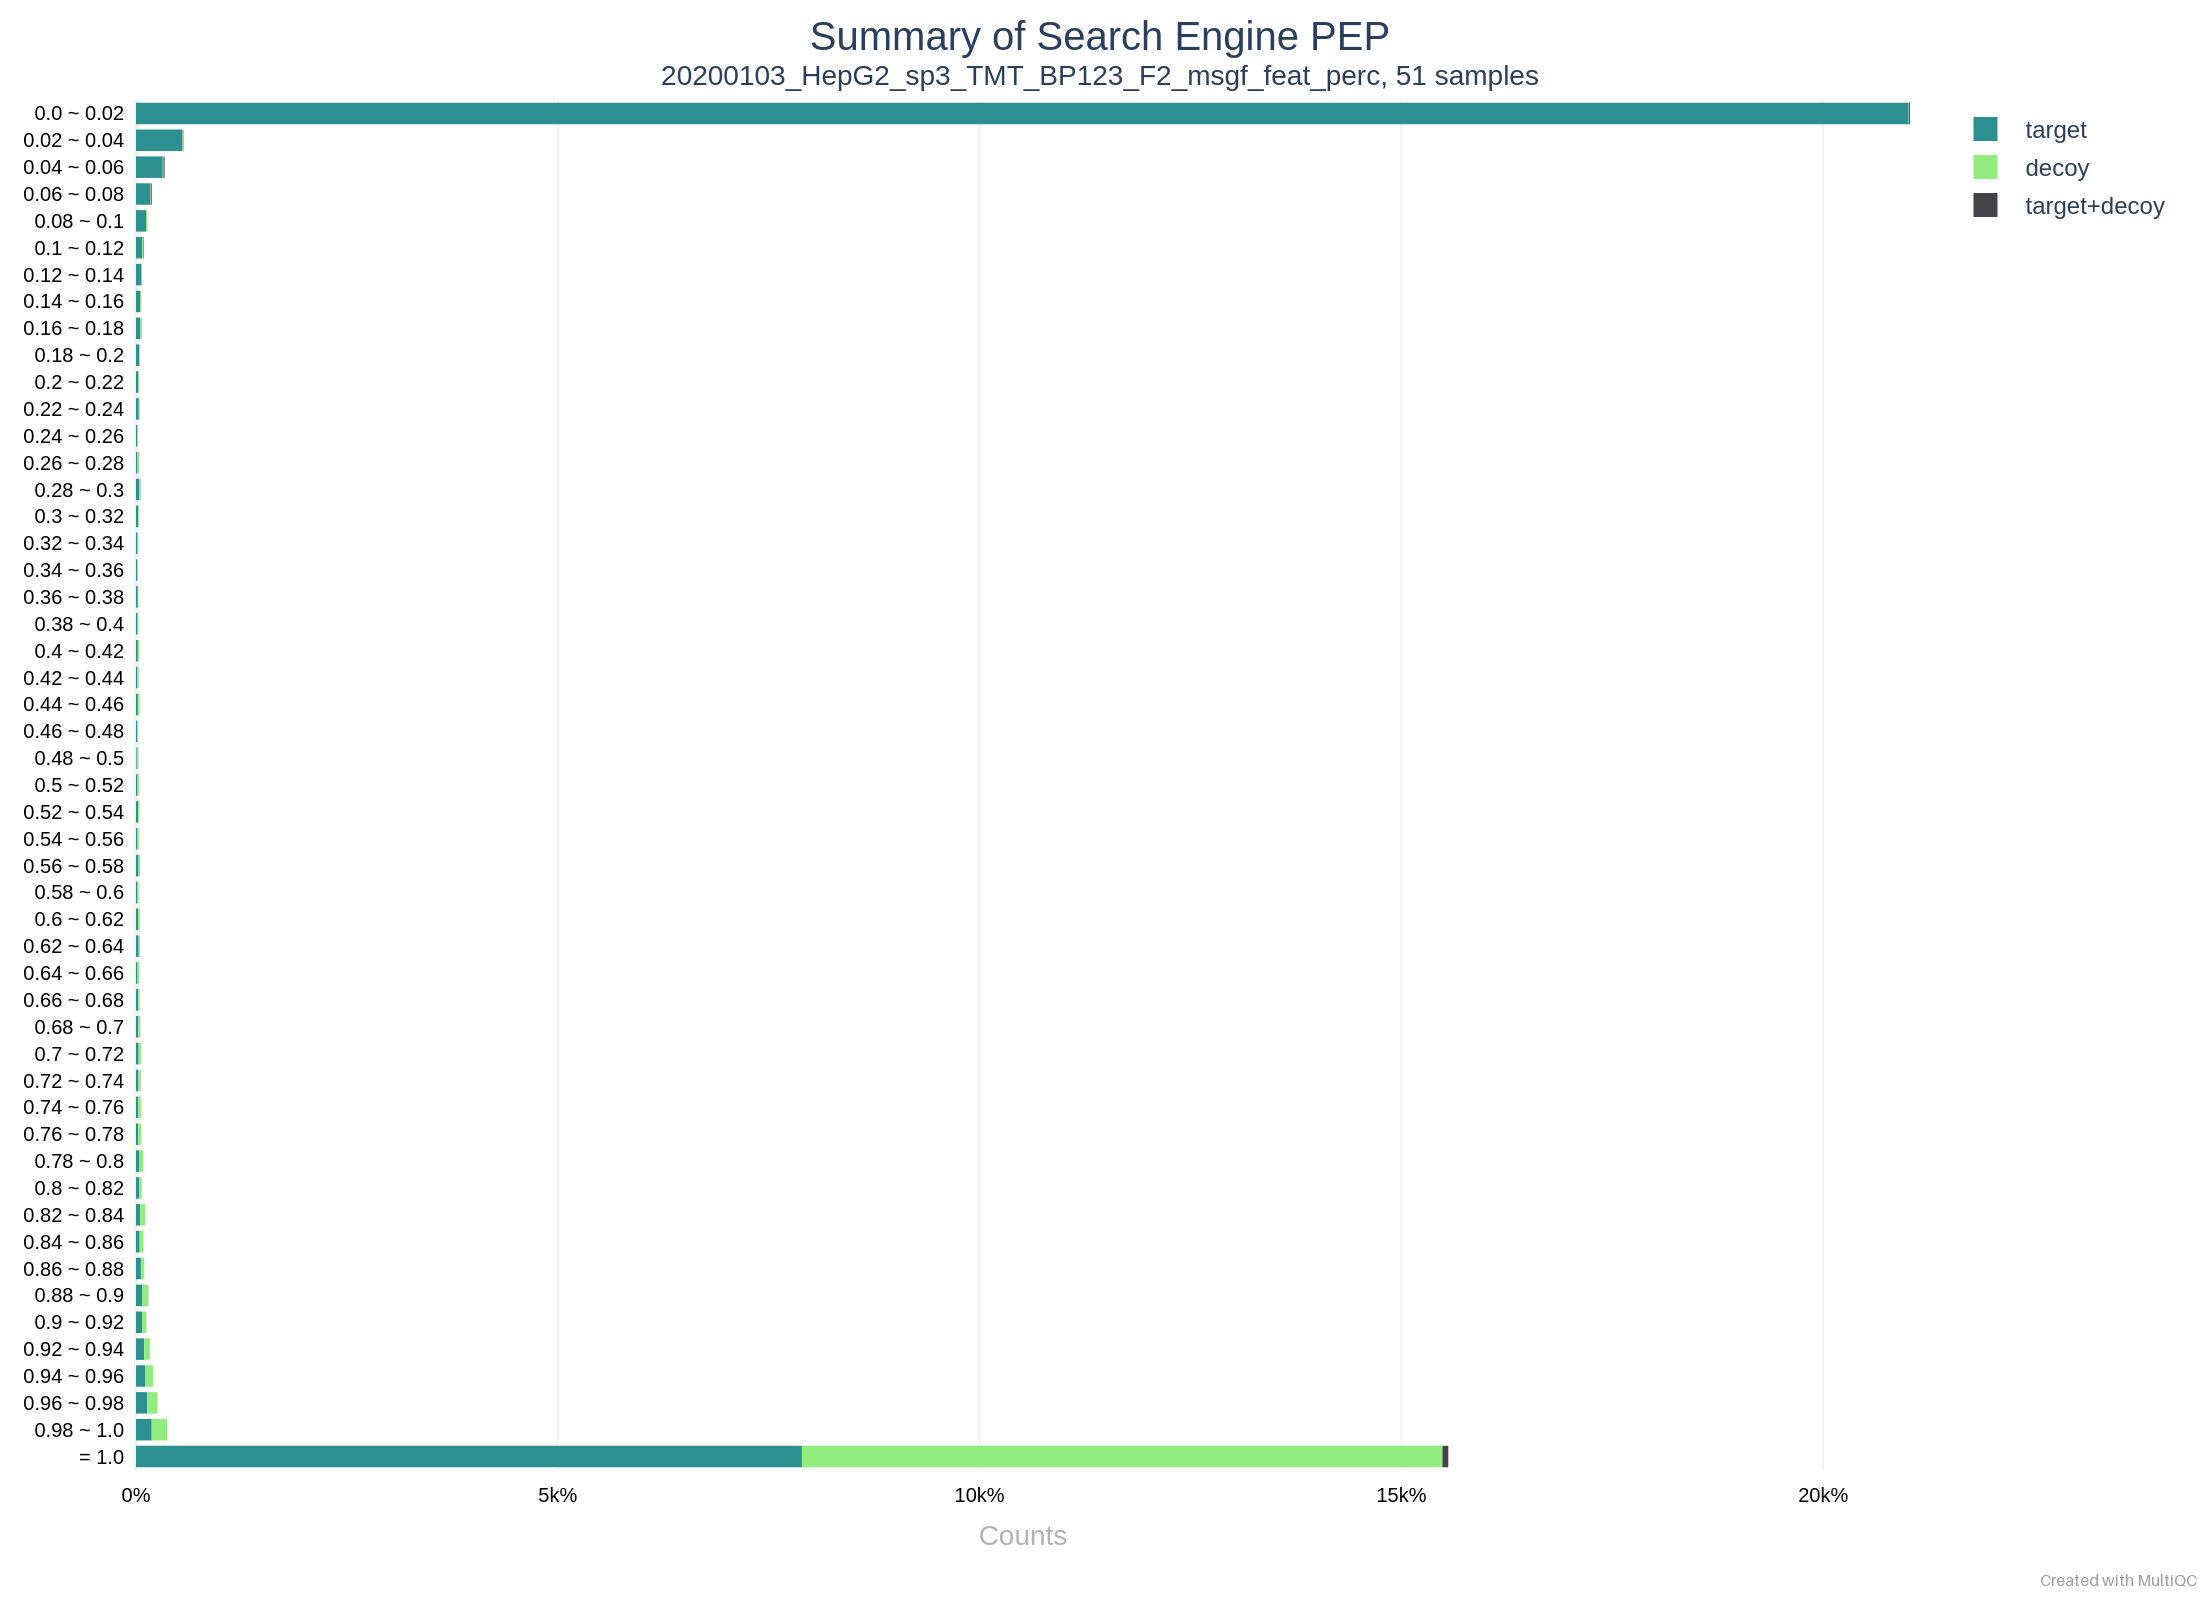 Summary of Search Engine PEP
20200103_HepG2_sp3_TMT_BP123_F2_msgf_feat_perc, 51 samples
0.0 ~ 0.02
0.02 ~ 0.04
0.04 ~ 0.06
0.06 ~ 0.08
0.08 ~ 0.1
0.1 ~ 0.12
0.12 ~ 0.14
0.14 ~ 0.16
0.16 ~ 0.18
0.18 ~ 0.2
0.2 ~ 0.22
0.22 ~ 0.24
0.24 ~ 0.26
0.26 ~ 0.28
0.28 ~ 0.3
0.3 ~ 0.32
0.32 ~ 0.34
0.34 ~ 0.36
0.36 ~ 0.38
0.38 ~ 0.4
0.4 ~ 0.42
0.42 ~ 0.44
0.44 ~ 0.46
0.46 ~ 0.48
0.48 ~ 0.5
0.5 ~ 0.52
0.52 ~ 0.54
0.54 ~ 0.56
0.56 ~ 0.58
0.58 ~ 0.6
0.6 ~ 0.62
0.62 ~ 0.64
0.64 ~ 0.66
0.66 ~ 0.68
0.68 ~ 0.7
0.7 ~ 0.72
0.72 ~ 0.74
0.74 ~ 0.76
0.76 ~ 0.78
0.78 ~ 0.8
0.8 ~ 0.82
0.82 ~ 0.84
0.84 ~ 0.86
0.86 ~ 0.88
0.88 ~ 0.9
0.9 ~ 0.92
0.92 ~ 0.94
0.94 ~ 0.96
0.96 ~ 0.98
0.98 ~ 1.0
= 1.0
0% 5k% 10k% 15k% 20k%
Counts
target
decoy
target+decoy
Created with MultiQC